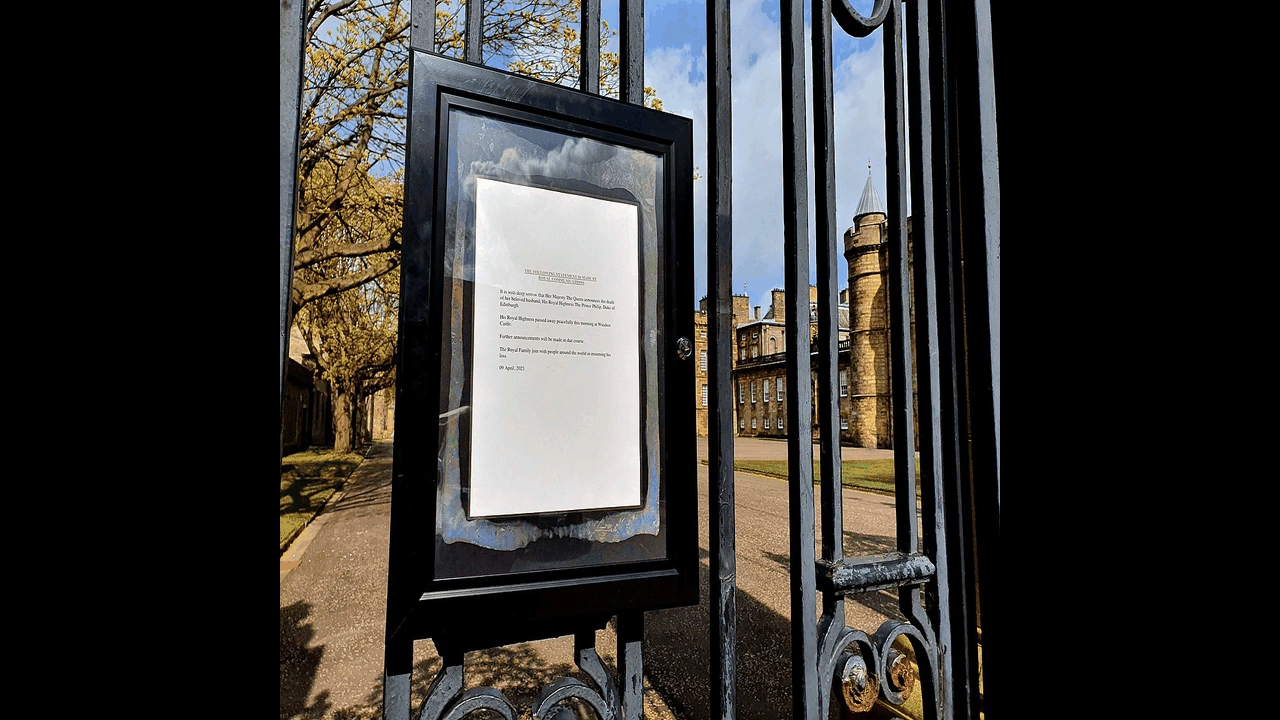 THE FOLLOWING STATEMENT IS MADE BY
ROYAL COMMUNICATIONS
It is with deep sorrow that Her Majesty The Queen announces the death
of her beloved husband, His Royal Highness The Prince Philip, Duke of
Edinburgh.
His Royal Highness passed away peacefully this morning at Windsor
Castle.
Further announcements will be made in due course.
The Royal Family join with people around the world in mourning his
loss.
09 April, 2021